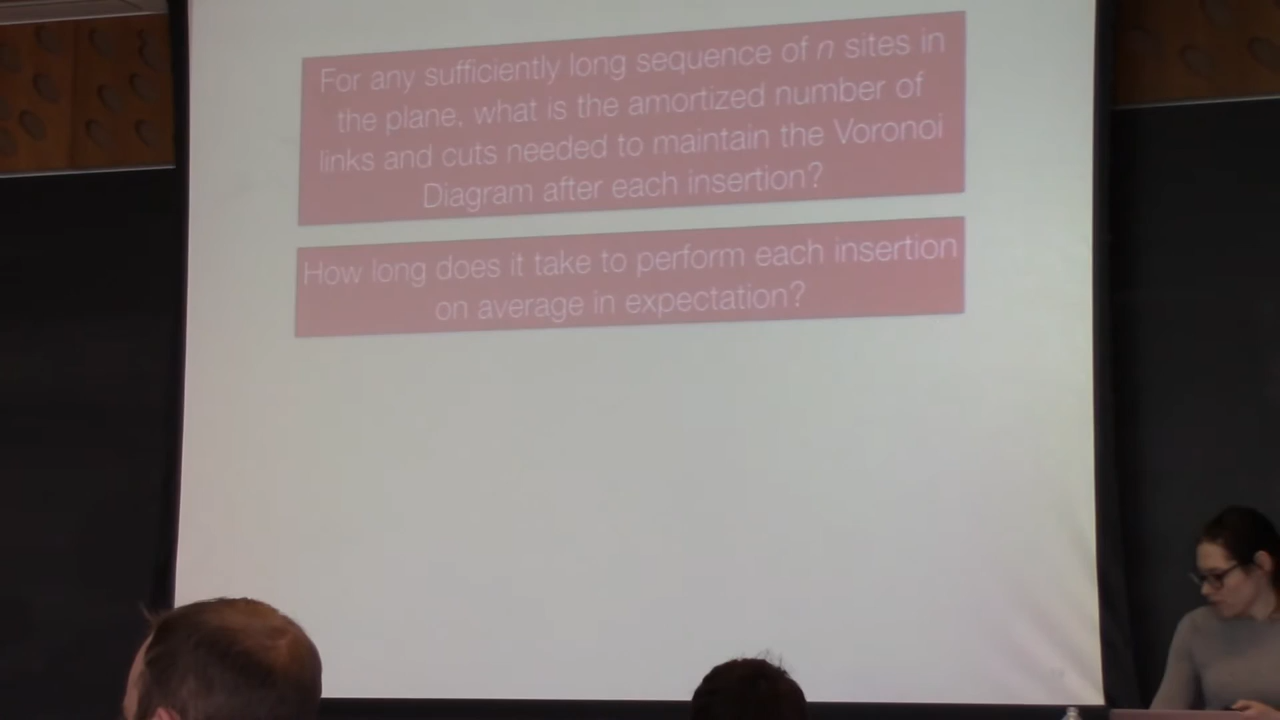 For any sufficiently long sequence of n sites in
the plane, what is the amortized number of
links and cuts needed to maintain the Voronoi
Diagram after each insertion?
How long does it take to perform each insertion
on average in expectation?